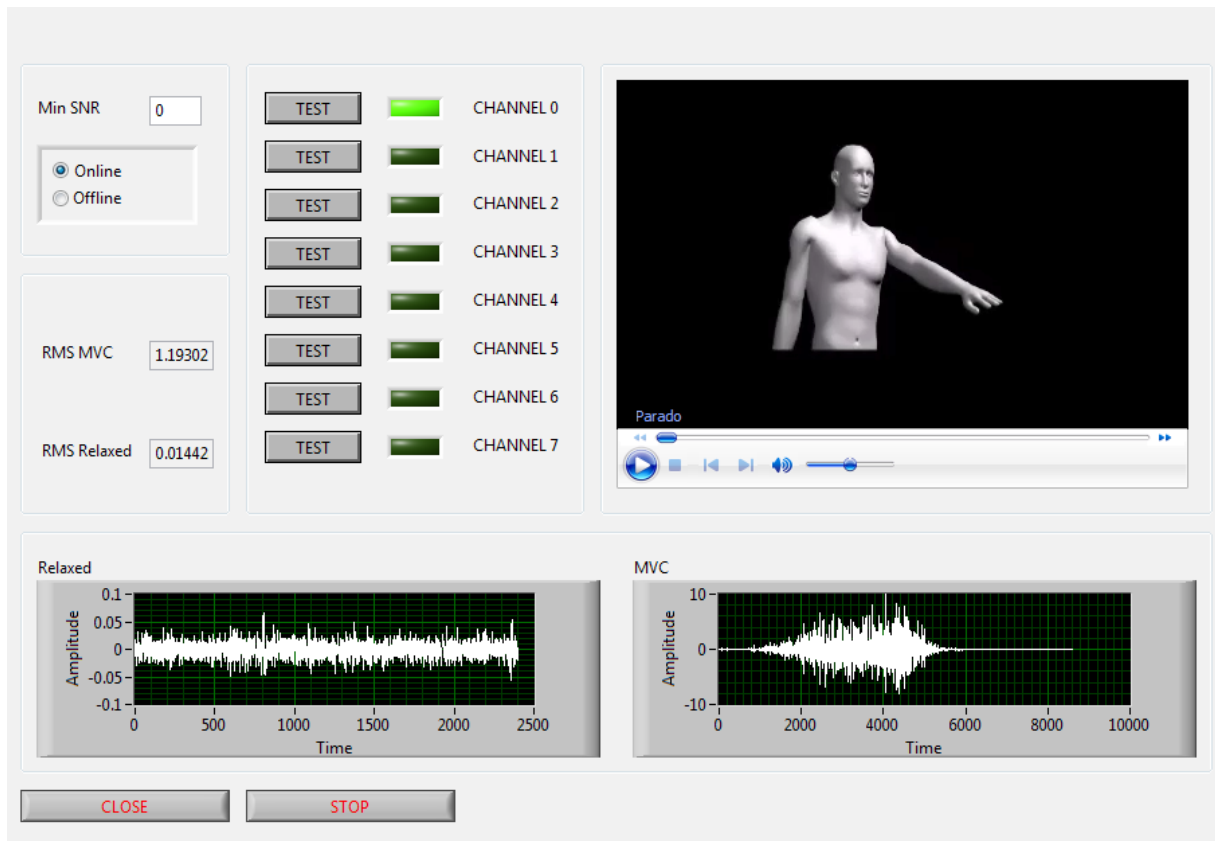 Min SNR 0
Online
Offline
RMS MVC 1.19302
RMS Relaxed 0.01442
TEST CHANNEL 0
TEST CHANNEL 1
TEST CHANNEL 2
TEST CHANNEL 3
TEST CHANNEL 4
TEST CHANNEL 5
TEST CHANNEL 6
TEST CHANNEL 7
Parado
Relaxed
Amplitude
0.1
0.05
0
-0.05
-0.1
0 500 1000 1500 2000 2500
Time
MVC
Amplitude
10
0
-10
0 2000 4000 6000 8000 10000
Time
CLOSE STOP